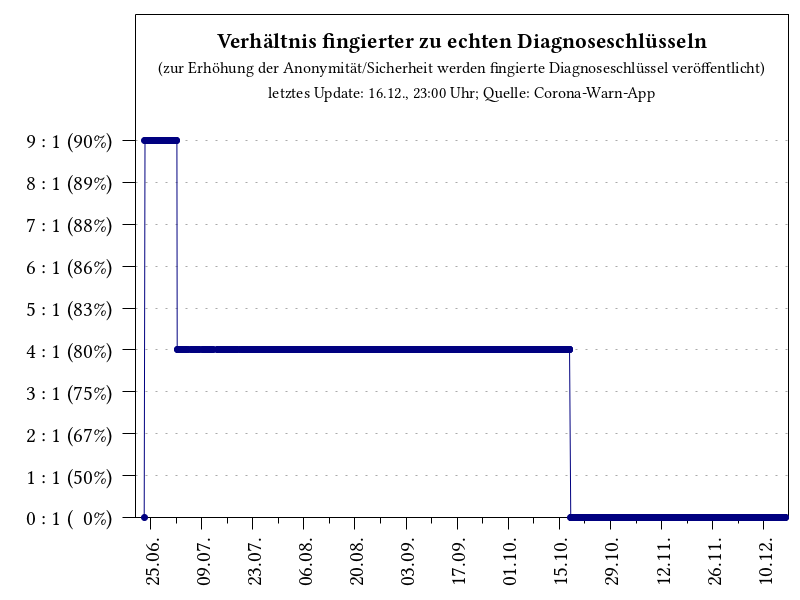 Verhältnis fingierter zu echten Diagnoseschlüsseln
(zur Erhöhung der Anonymität/Sicherheit werden fingierte Diagnoseschlüssel veröffentlicht)
letztes Update: 16.12., 23:00 Uhr; Quelle: Corona-Warn-App
9 : 1 (90%)
8 : 1 (89%)
7 : 1 (88%)
6 : 1 (86%)
5 : 1 (83%)
4 : 1 (80%)
3 : 1 (75%)
2 : 1 (67%)
1 : 1 (50%)
0 : 1 ( 0%)
25.06.
09.07.
23.07.
06.08.
20.08.
03.09.
17.09.
01.10.
15.10.
29.10.
12.11.
26.11.
10.12.